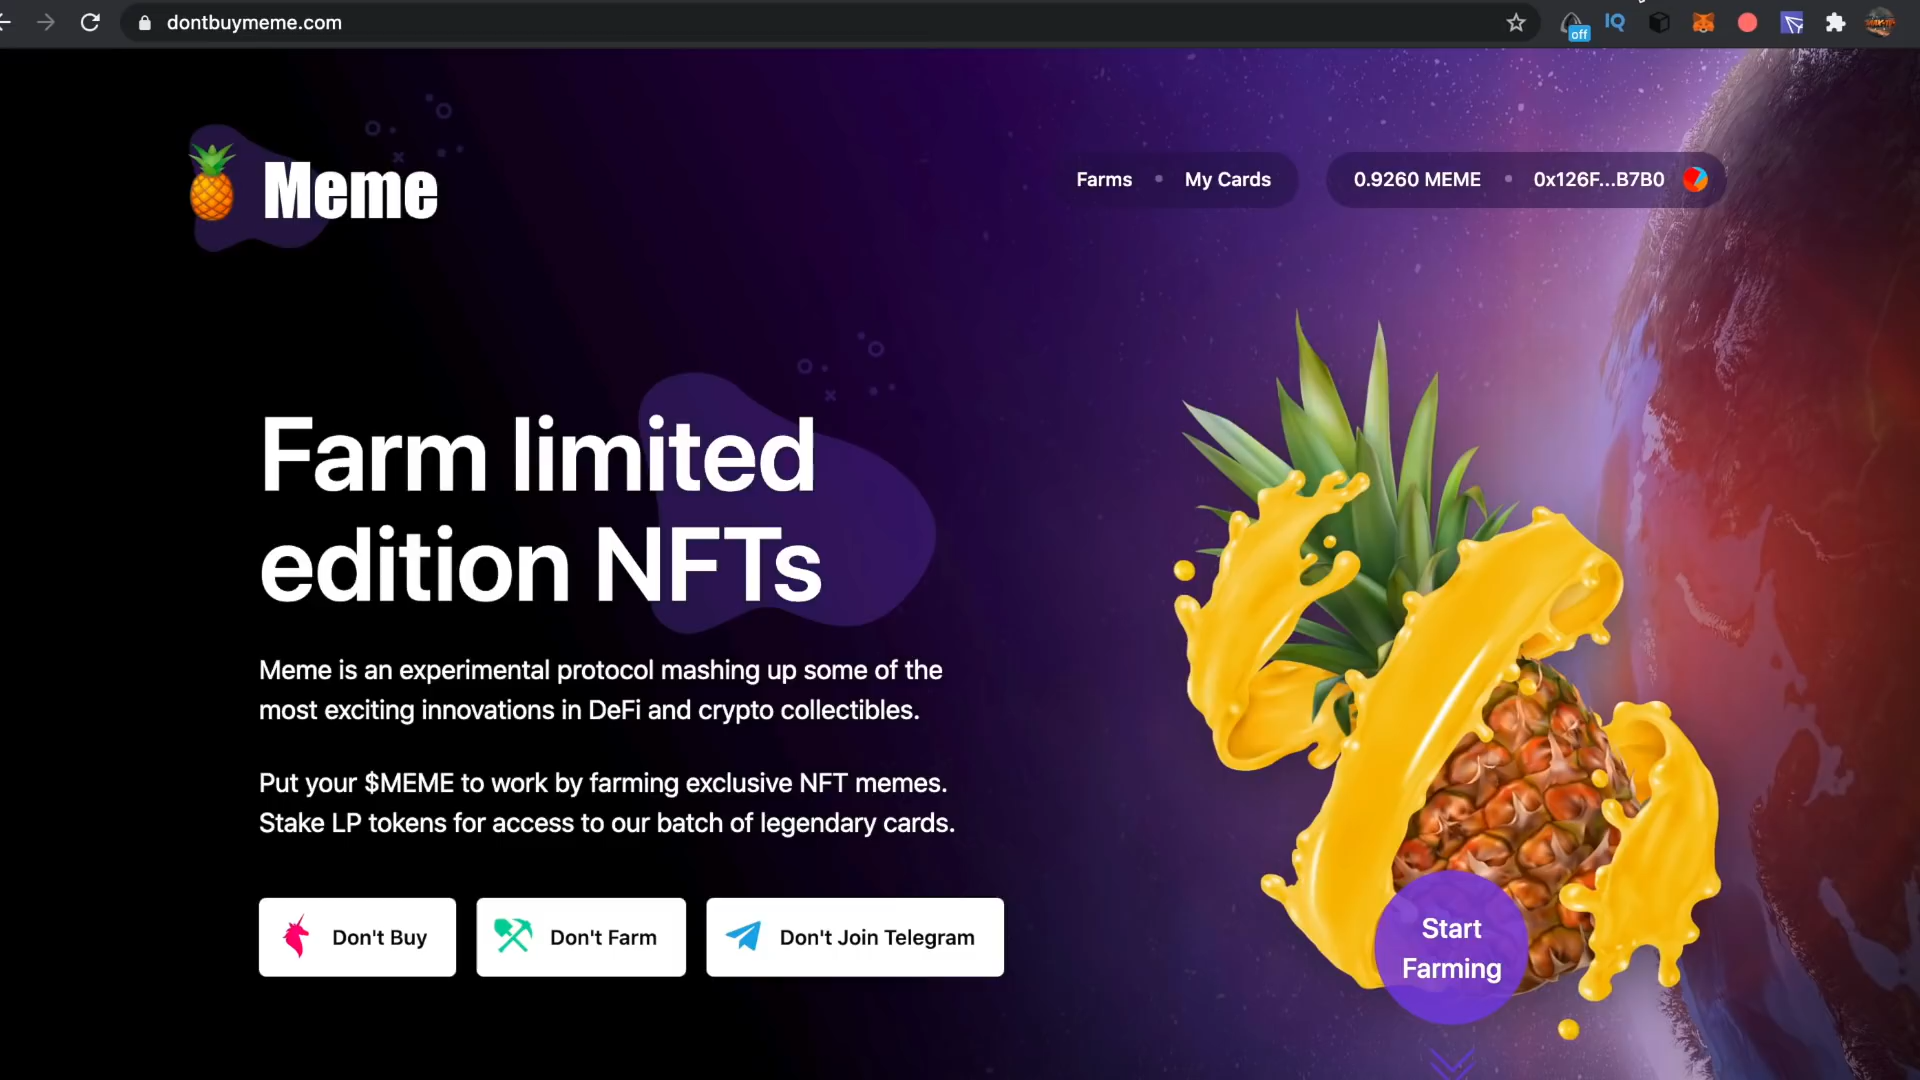 dontbuymeme.com
off
IQ
Meme
Farms
My Cards
0.9260 MEME
0x126F...B7B0
Farm limited
edition NFTs
Meme is an experimental protocol mashing up some of the
most exciting innovations in DeFi and crypto collectibles.
Put your $MEME to work by farming exclusive NFT memes.
Stake LP tokens for access to our batch of legendary cards.
Don't Buy
Don't Farm
Don't Join Telegram
Start
Farming